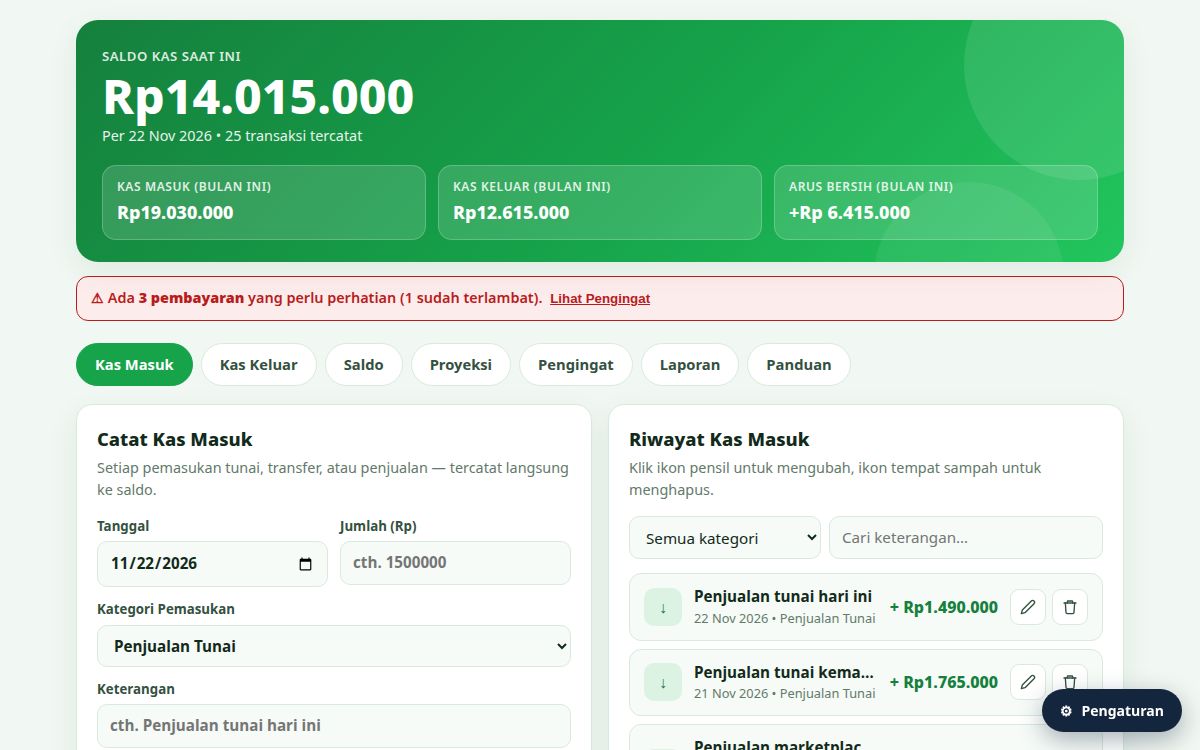 SALDO KAS SAAT INI
Rp14.015.000
Per 22 Nov 2026 • 25 transaksi tercatat
KAS MASUK (BULAN INI)
Rp19.030.000
KAS KELUAR (BULAN INI)
Rp12.615.000
ARUS BERSIH (BULAN INI)
+Rp 6.415.000
⚠ Ada 3 pembayaran yang perlu perhatian (1 sudah terlambat). Lihat Pengingat
Kas Masuk
Kas Keluar
Saldo
Proyeksi
Pengingat
Laporan
Panduan
Catat Kas Masuk
Setiap pemasukan tunai, transfer, atau penjualan — tercatat langsung
ke saldo.
Tanggal
11/22/2026
Jumlah (Rp)
cth. 1500000
Kategori Pemasukan
Penjualan Tunai
Keterangan
cth. Penjualan tunai hari ini
Riwayat Kas Masuk
Klik ikon pensil untuk mengubah, ikon tempat sampah untuk
menghapus.
Semua kategori
Cari keterangan...
↓
Penjualan tunai hari ini
22 Nov 2026 • Penjualan Tunai
+ Rp1.490.000
↓
Penjualan tunai kema...
21 Nov 2026 • Penjualan Tunai
+ Rp1.765.000
Penjualan marketplac...
⚙ Pengaturan